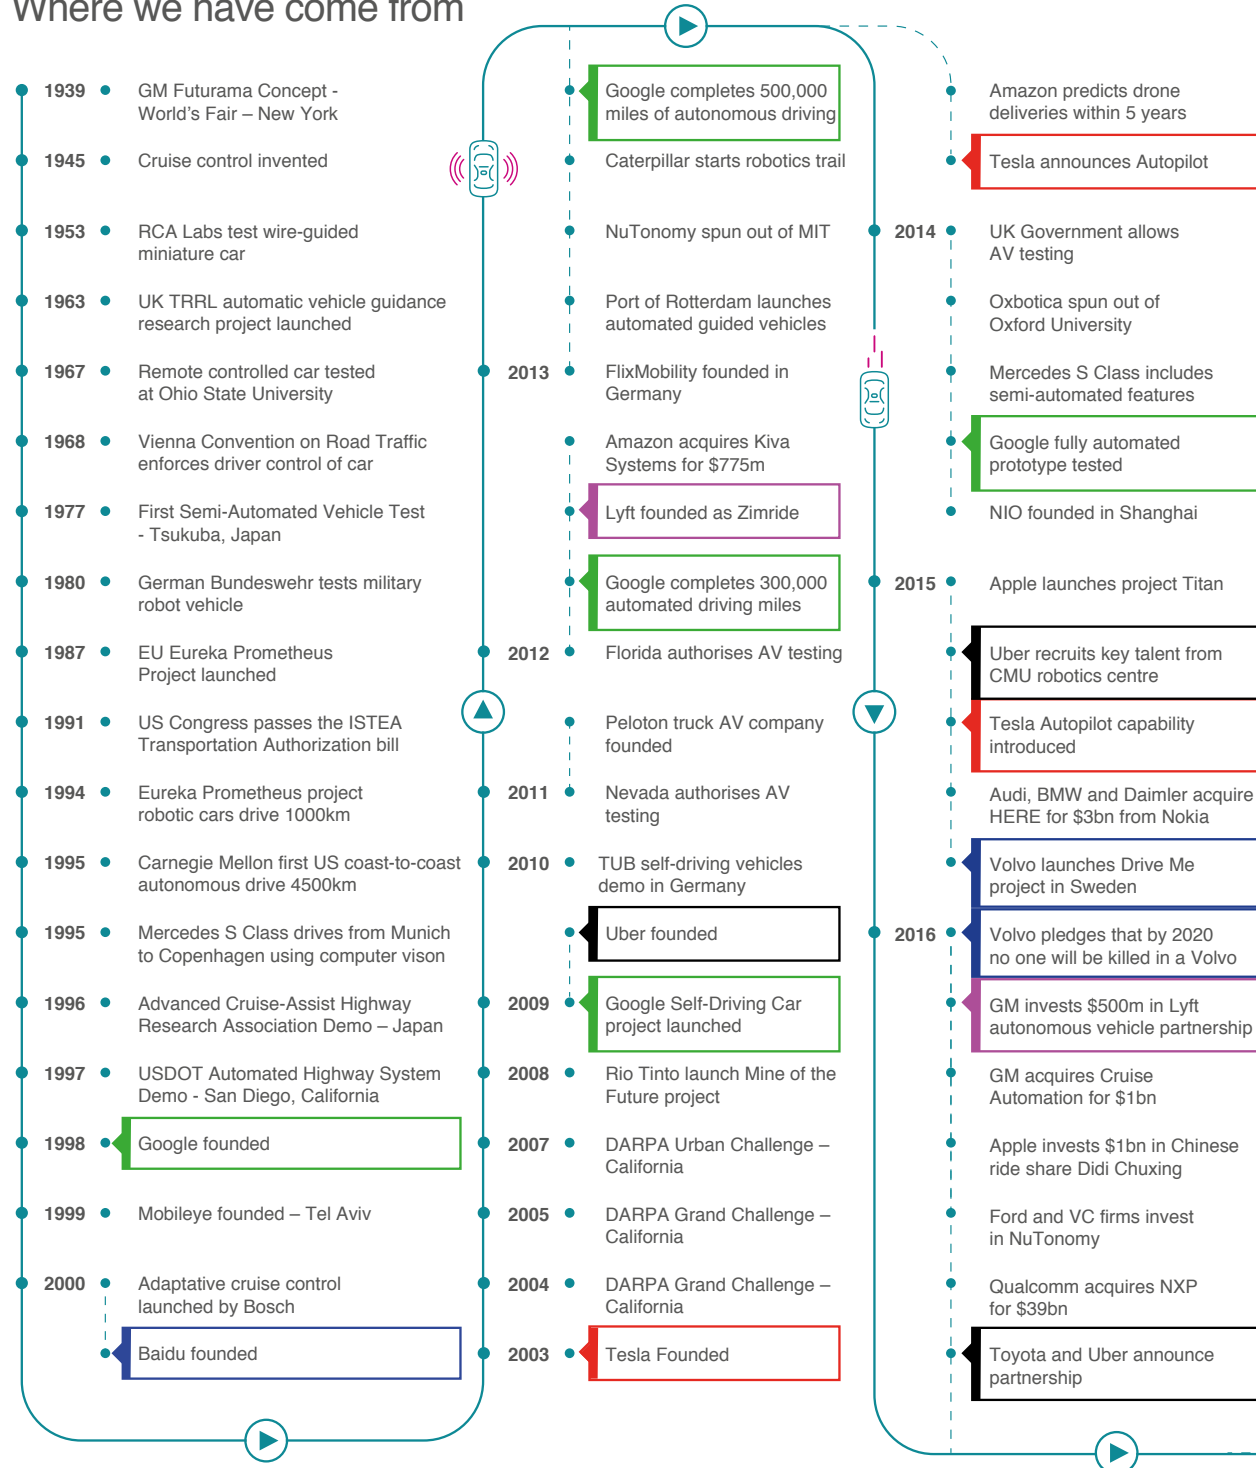 Where we have come from
1939
GM Futurama Concept -
World's Fair – New York
1945
Cruise control invented
1953
RCA Labs test wire-guided
miniature car
1963
UK TRRL automatic vehicle guidance
research project launched
1967
Remote controlled car tested
at Ohio State University
1968
Vienna Convention on Road Traffic
enforces driver control of car
1977
First Semi-Automated Vehicle Test
- Tsukuba, Japan
1980
German Bundeswehr tests military
robot vehicle
1987
EU Eureka Prometheus
Project launched
1991
US Congress passes the ISTEA
Transportation Authorization bill
1994
Eureka Prometheus project
robotic cars drive 1000km
1995
Carnegie Mellon first US coast-to-coast
autonomous drive 4500km
1995
Mercedes S Class drives from Munich
to Copenhagen using computer vison
1996
Advanced Cruise-Assist Highway
Research Association Demo – Japan
1997
USDOT Automated Highway System
Demo - San Diego, California
1998
Google founded
1999
Mobileye founded – Tel Aviv
2000
Adaptative cruise control
launched by Bosch
Baidu founded
Google completes 500,000
miles of autonomous driving
Caterpillar starts robotics trail
NuTonomy spun out of MIT
Port of Rotterdam launches
automated guided vehicles
2013
FlixMobility founded in
Germany
Amazon acquires Kiva
Systems for $775m
Lyft founded as Zimride
Google completes 300,000
automated driving miles
2012
Florida authorises AV testing
Peloton truck AV company
founded
2011
Nevada authorises AV
testing
2010
TUB self-driving vehicles
demo in Germany
Uber founded
2009
Google Self-Driving Car
project launched
2008
Rio Tinto launch Mine of the
Future project
2007
DARPA Urban Challenge –
California
2005
DARPA Grand Challenge –
California
2004
DARPA Grand Challenge –
California
2003
Tesla Founded
Amazon predicts drone
deliveries within 5 years
Tesla announces Autopilot
2014
UK Government allows
AV testing
Oxbotica spun out of
Oxford University
Mercedes S Class includes
semi-automated features
Google fully automated
prototype tested
NIO founded in Shanghai
2015
Apple launches project Titan
Uber recruits key talent from
CMU robotics centre
Tesla Autopilot capability
introduced
Audi, BMW and Daimler acquire
HERE for $3bn from Nokia
Volvo launches Drive Me
project in Sweden
2016
Volvo pledges that by 2020
no one will be killed in a Volvo
GM invests $500m in Lyft
autonomous vehicle partnership
GM acquires Cruise
Automation for $1bn
Apple invests $1bn in Chinese
ride share Didi Chuxing
Ford and VC firms invest
in NuTonomy
Qualcomm acquires NXP
for $39bn
Toyota and Uber announce
partnership